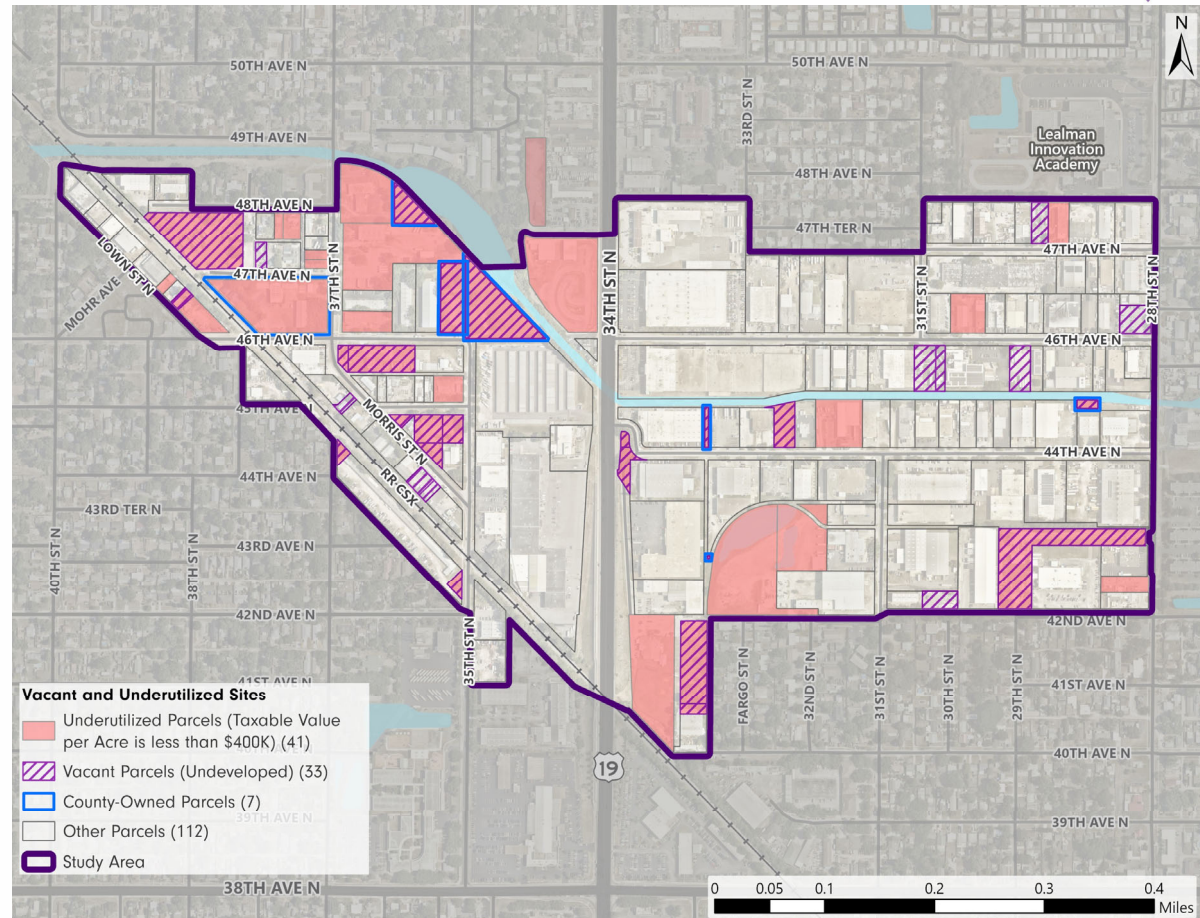 N
50TH AVE N
50TH AVE N
33RD ST N
49TH AVE N
Lealman
Innovation
Academy
48TH AVE N
48TH AVE N
47TH TER N
47TH AVE N
47TH AVE N
LOWN ST N
37TH ST N
34TH ST N
31ST ST N
28TH ST N
MOHR AVE
46TH AVE N
46TH AVE N
45TH AVE N
MORRIS ST N
44TH AVE N
44TH AVE N
RR CSX
43RD TER N
40TH ST N
38TH ST N
43RD AVE N
42ND AVE N
42ND AVE N
35TH ST N
41ST AVE N
FARGO ST N
32ND ST N
31ST ST N
30TH ST N
29TH ST N
41ST AVE N
40TH AVE N
19
39TH AVE N
39TH AVE N
38TH AVE N
Vacant and Underutilized Sites
Underutilized Parcels (Taxable Value
per Acre is less than $400K) (41)
Vacant Parcels (Undeveloped) (33)
County-Owned Parcels (7)
Other Parcels (112)
Study Area
0 0.05 0.1 0.2 0.3 0.4
Miles